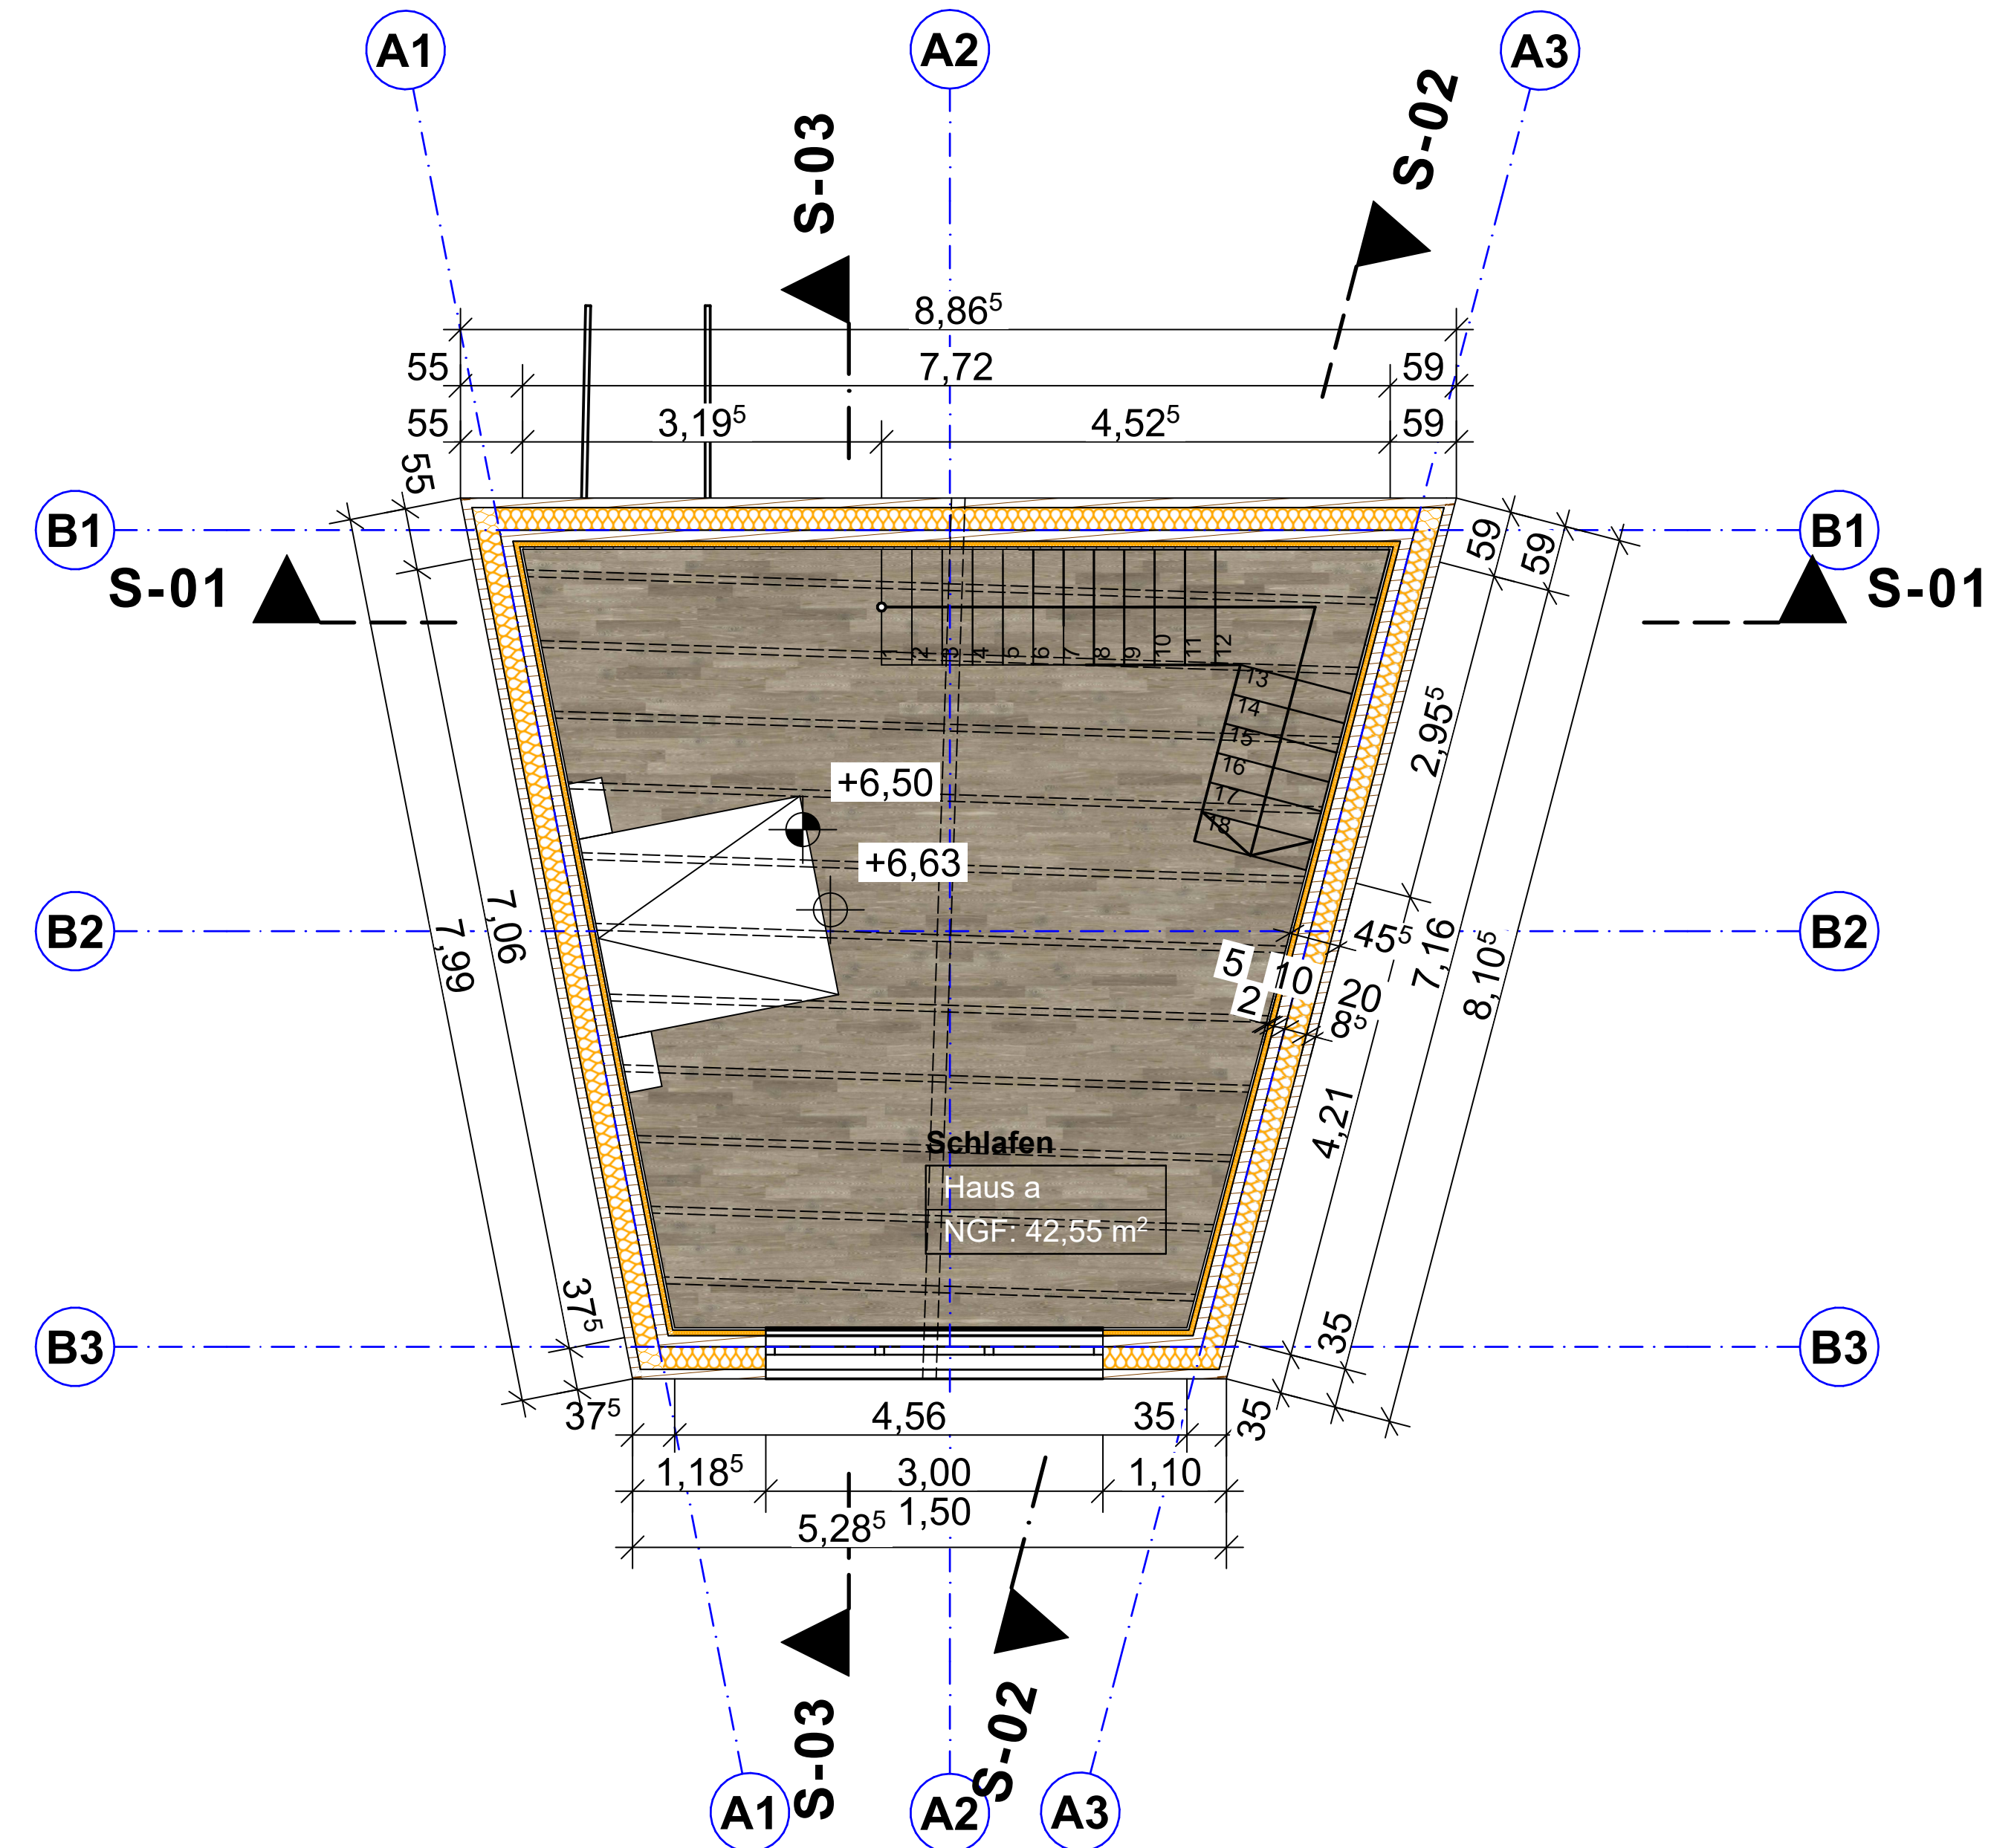 A1
A2
A3
S-03
S-02
8,86⁵
55
7,72
59
55
3,19⁵
4,52⁵
59
55
B1
B1
S-01
S-01
59
59
1
2
3
4
5
6
7
8
9
10
11
12
13
14
15
16
17
18
2,95⁵
+6,50
+6,63
B2
B2
7,99
7,06
45⁵
7,16
8,10⁵
5
10
2
20
8⁵
4,21
Schlafen
Haus a
NGF: 42,55 m²
37⁵
35
B3
B3
37⁵
4,56
35
35
1,18⁵
3,00
1,10
1,50
5,28⁵
S-03
S-02
A1
A2
A3